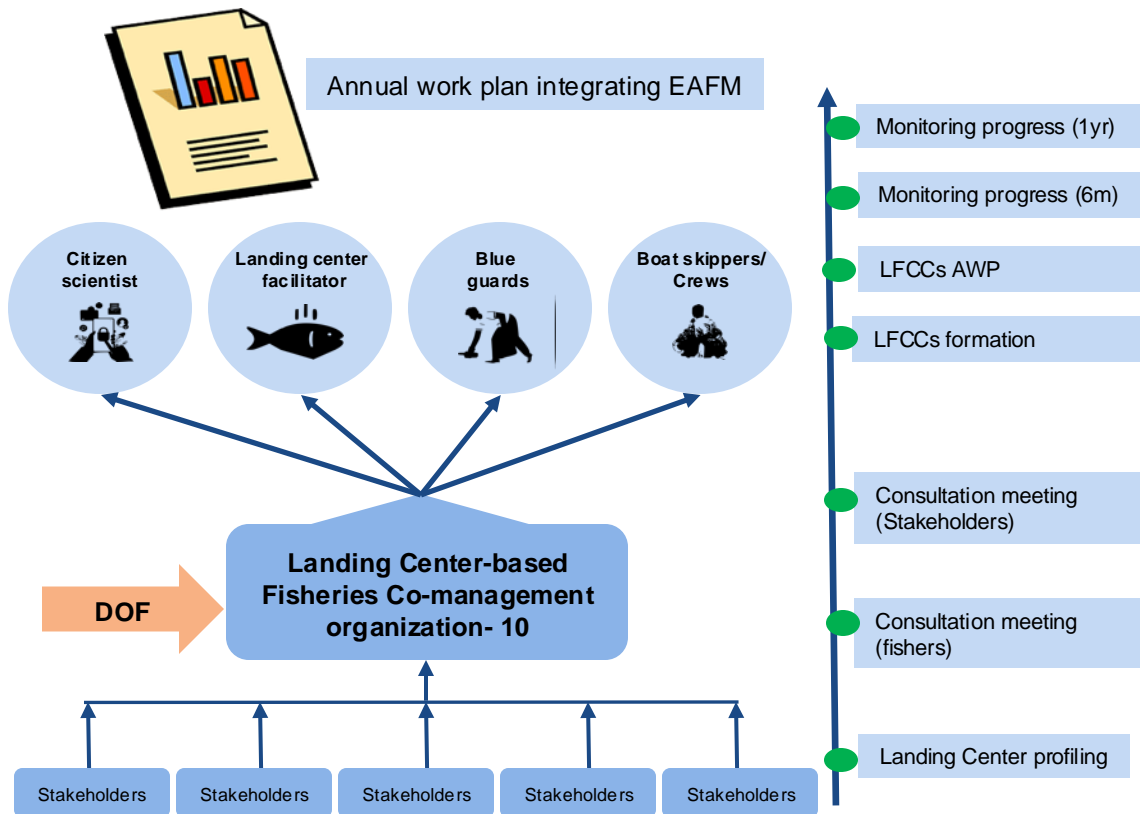 Annual work plan integrating EAFM
Citizen
scientist
Landing center
facilitator
Blue
guards
Boat skippers/
Crews
Landing Center-based
Fisheries Co-management
organization- 10
DOF
Stakeholders
Stakeholders
Stakeholders
Stakeholders
Stakeholders
Monitoring progress (1yr)
Monitoring progress (6m)
LFCCs AWP
LFCCs formation
Consultation meeting
(Stakeholders)
Consultation meeting
(fishers)
Landing Center profiling